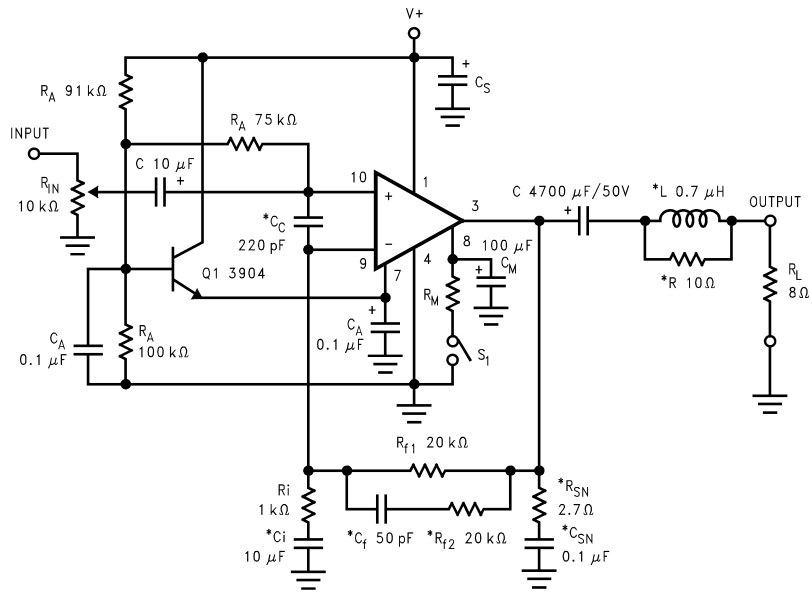 V+
+
C_S
R_A 91 kΩ
R_A 75 kΩ
INPUT
C 10 μF
+
R_IN
10 kΩ
*C_C
220 pF
10
+
−
9
1
3
8
4
7
C 4700 μF/50V
+
*L 0.7 μH
OUTPUT
*R 10Ω
R_L
8Ω
100 μF
C_M
+
R_M
S_1
Q1 3904
+
C_A
0.1 μF
C_A
0.1 μF
R_A
100 kΩ
R_f1 20 kΩ
Ri
1 kΩ
*Ci
10 μF
*C_f 50 pF
*R_f2 20 kΩ
*R_SN
2.7Ω
*C_SN
0.1 μF